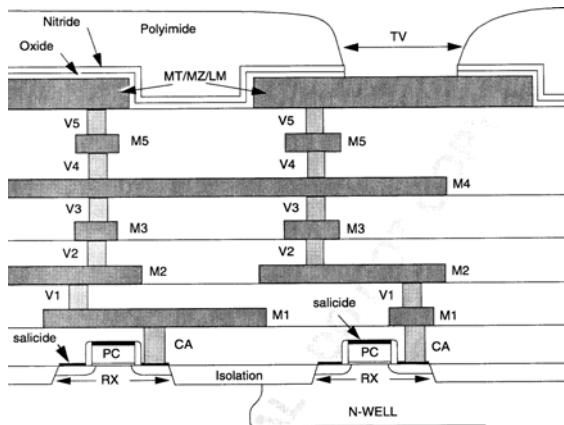 Nitride
Polyimide
TV
Oxide
MT/MZ/LM
V5
V5
M5
M5
V4
V4
M4
V3
V3
M3
M3
V2
V2
M2
M2
V1
V1
M1
M1
salicide
salicide
CA
CA
PC
PC
RX
Isolation
RX
N-WELL